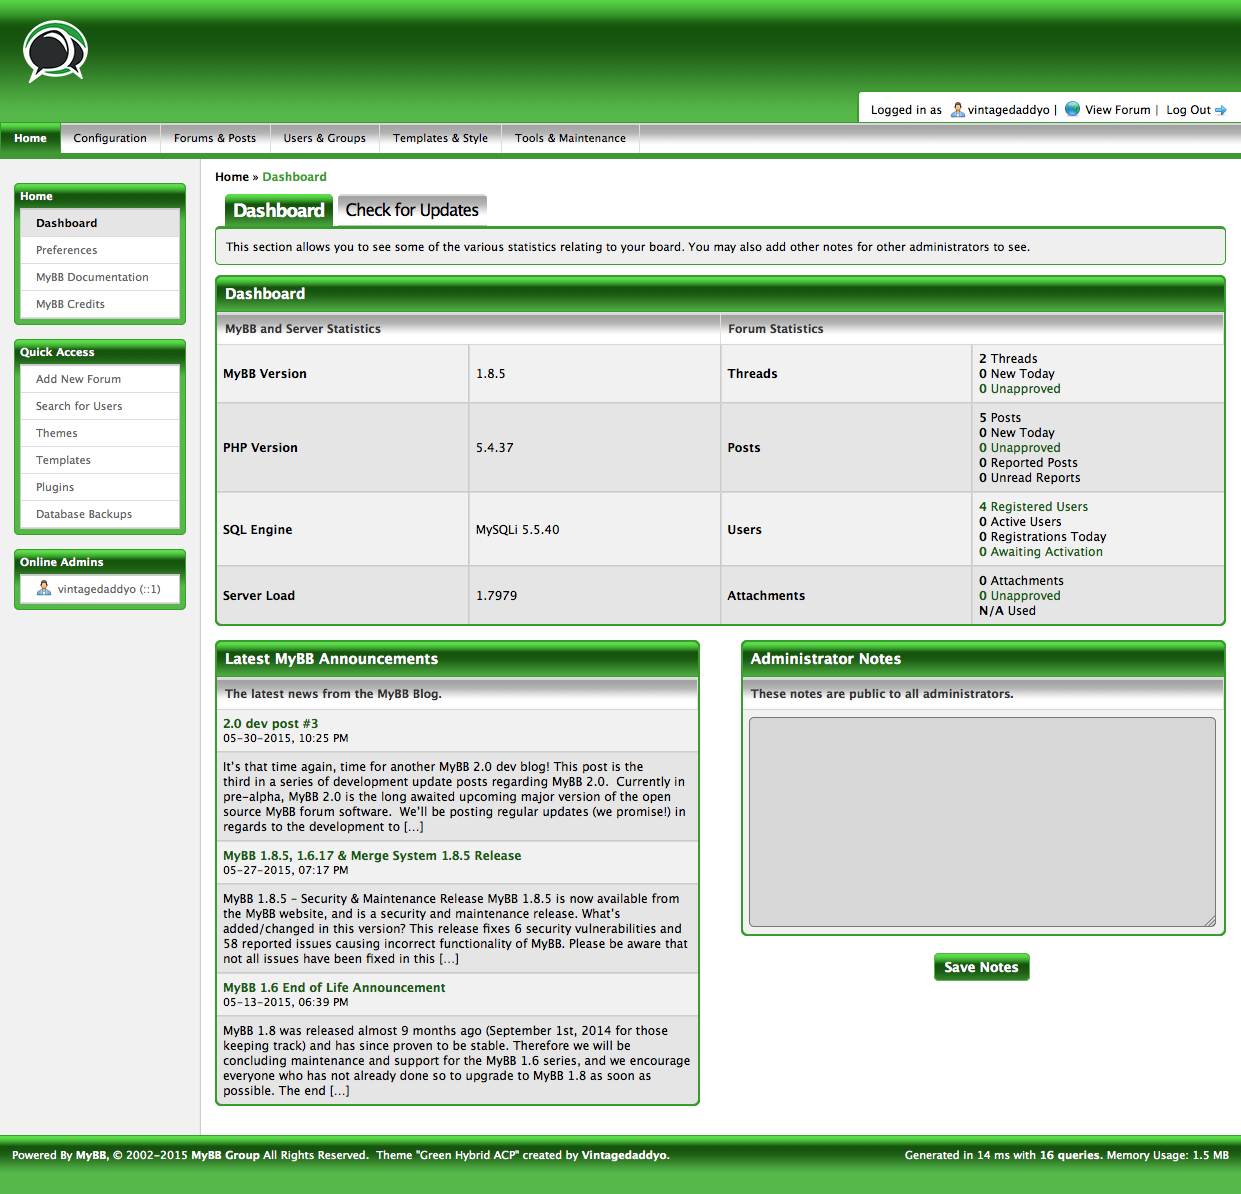 Logged in as vintagedaddyo | View Forum | Log Out
Home Configuration Forums & Posts Users & Groups Templates & Style Tools & Maintenance
Home
Dashboard
Preferences
MyBB Documentation
MyBB Credits
Quick Access
Add New Forum
Search for Users
Themes
Templates
Plugins
Database Backups
Online Admins
vintagedaddyo (::1)
Home » Dashboard
Dashboard Check for Updates
This section allows you to see some of the various statistics relating to your board. You may also add other notes for other administrators to see.
Dashboard
MyBB and Server Statistics Forum Statistics
MyBB Version 1.8.5 Threads
2 Threads
0 New Today
0 Unapproved
PHP Version 5.4.37 Posts
5 Posts
0 New Today
0 Unapproved
0 Reported Posts
0 Unread Reports
SQL Engine MySQLi 5.5.40 Users
4 Registered Users
0 Active Users
0 Registrations Today
0 Awaiting Activation
Server Load 1.7979 Attachments
0 Attachments
0 Unapproved
N/A Used
Latest MyBB Announcements
The latest news from the MyBB Blog.
2.0 dev post #3
05-30-2015, 10:25 PM
It's that time again, time for another MyBB 2.0 dev blog! This post is the
third in a series of development update posts regarding MyBB 2.0.  Currently in
pre-alpha, MyBB 2.0 is the long awaited upcoming major version of the open
source MyBB forum software.  We'll be posting regular updates (we promise!) in
regards to the development to [...]
MyBB 1.8.5, 1.6.17 & Merge System 1.8.5 Release
05-27-2015, 07:17 PM
MyBB 1.8.5 – Security & Maintenance Release MyBB 1.8.5 is now available from
the MyBB website, and is a security and maintenance release. What's
added/changed in this version? This release fixes 6 security vulnerabilities and
58 reported issues causing incorrect functionality of MyBB. Please be aware that
not all issues have been fixed in this [...]
MyBB 1.6 End of Life Announcement
05-13-2015, 06:39 PM
MyBB 1.8 was released almost 9 months ago (September 1st, 2014 for those
keeping track) and has since proven to be stable. Therefore we will be
concluding maintenance and support for the MyBB 1.6 series, and we encourage
everyone who has not already done so to upgrade to MyBB 1.8 as soon as
possible. The end [...]
Administrator Notes
These notes are public to all administrators.
Save Notes
Powered By MyBB, © 2002-2015 MyBB Group All Rights Reserved.  Theme "Green Hybrid ACP" created by Vintagedaddyo.
Generated in 14 ms with 16 queries. Memory Usage: 1.5 MB